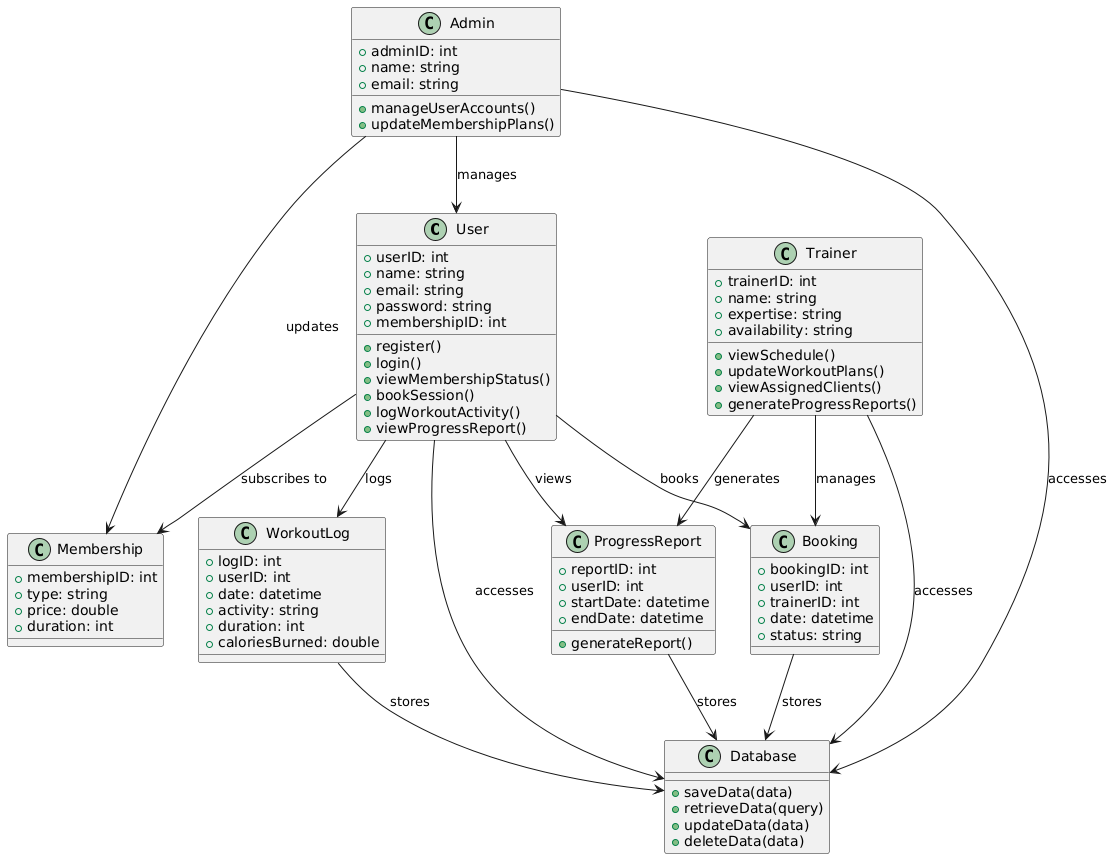 C Admin
adminID: int
name: string
email: string
manageUserAccounts()
updateMembershipPlans()
manages
C User
userID: int
name: string
email: string
password: string
membershipID: int
register()
login()
viewMembershipStatus()
bookSession()
logWorkoutActivity()
viewProgressReport()
C Trainer
trainerID: int
name: string
expertise: string
availability: string
viewSchedule()
updateWorkoutPlans()
viewAssignedClients()
generateProgressReports()
updates
subscribes to
logs
views
books
generates
manages
accesses
C Membership
membershipID: int
type: string
price: double
duration: int
C WorkoutLog
logID: int
userID: int
date: datetime
activity: string
duration: int
caloriesBurned: double
accesses
C ProgressReport
reportID: int
userID: int
startDate: datetime
endDate: datetime
generateReport()
C Booking
bookingID: int
userID: int
trainerID: int
date: datetime
status: string
accesses
stores
stores
stores
C Database
saveData(data)
retrieveData(query)
updateData(data)
deleteData(data)